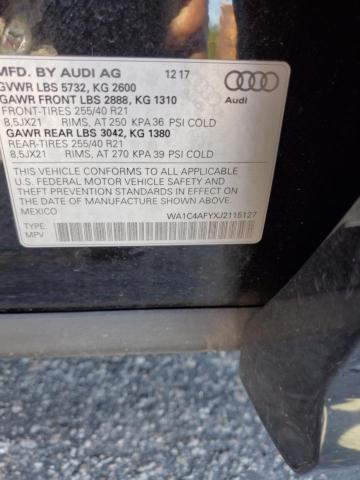 MFD. BY AUDI AG 12 17
GVWR LBS 5732, KG 2600
GAWR FRONT LBS 2888, KG 1310
FRONT-TIRES 255/40 R21
8,5JX21 RIMS, AT 250 KPA 36 PSI COLD
GAWR REAR LBS 3042, KG 1380
REAR-TIRES 255/40 R21
8,5JX21 RIMS, AT 270 KPA 39 PSI COLD
Audi
THIS VEHICLE CONFORMS TO ALL APPLICABLE
U.S. FEDERAL MOTOR VEHICLE SAFETY AND
THEFT PREVENTION STANDARDS IN EFFECT ON
THE DATE OF MANUFACTURE SHOWN ABOVE.
MEXICO
WA1C4AFYXJ2115127
TYPE:
MPV